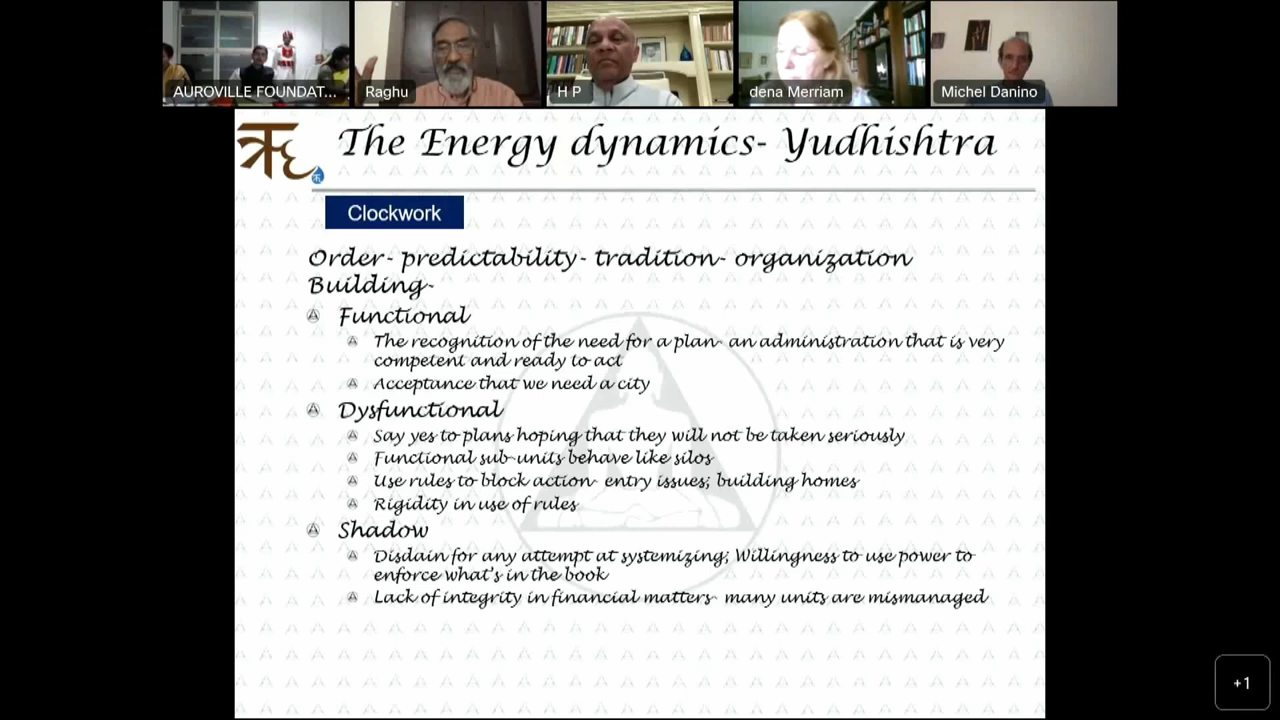 AUROVILLE FOUNDAT...
Raghu
H P
dena Merriam
Michel Danino
The Energy dynamics- Yudhishtra
Clockwork
Order- predictability- tradition- organization
Building-
Functional
The recognition of the need for a plan- an administration that is very
competent and ready to act
Acceptance that we need a city
Dysfunctional
Say yes to plans hoping that they will not be taken seriously
Functional sub-units behave like silos
Use rules to block action- entry issues; building homes
Rigidity in use of rules
Shadow
Disdain for any attempt at systemizing; Willingness to use power to
enforce what's in the book
Lack of integrity in financial matters- many units are mismanaged
+1